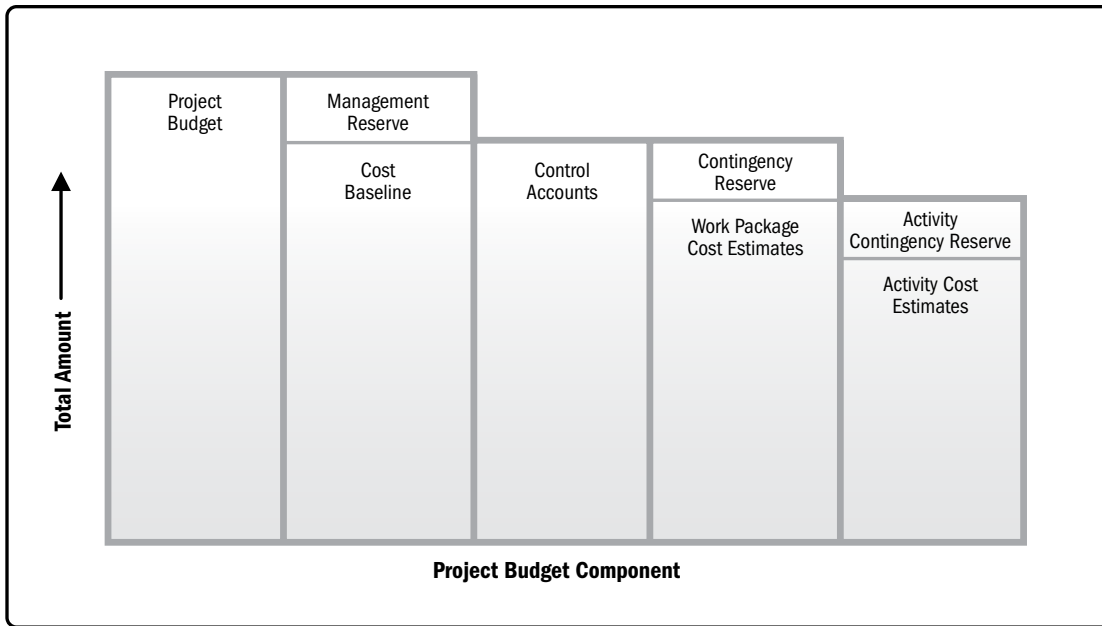 Project
Budget
Management
Reserve
Cost
Baseline
Control
Accounts
Contingency
Reserve
Work Package
Cost Estimates
Activity
Contingency Reserve
Activity Cost
Estimates
Total Amount
Project Budget Component